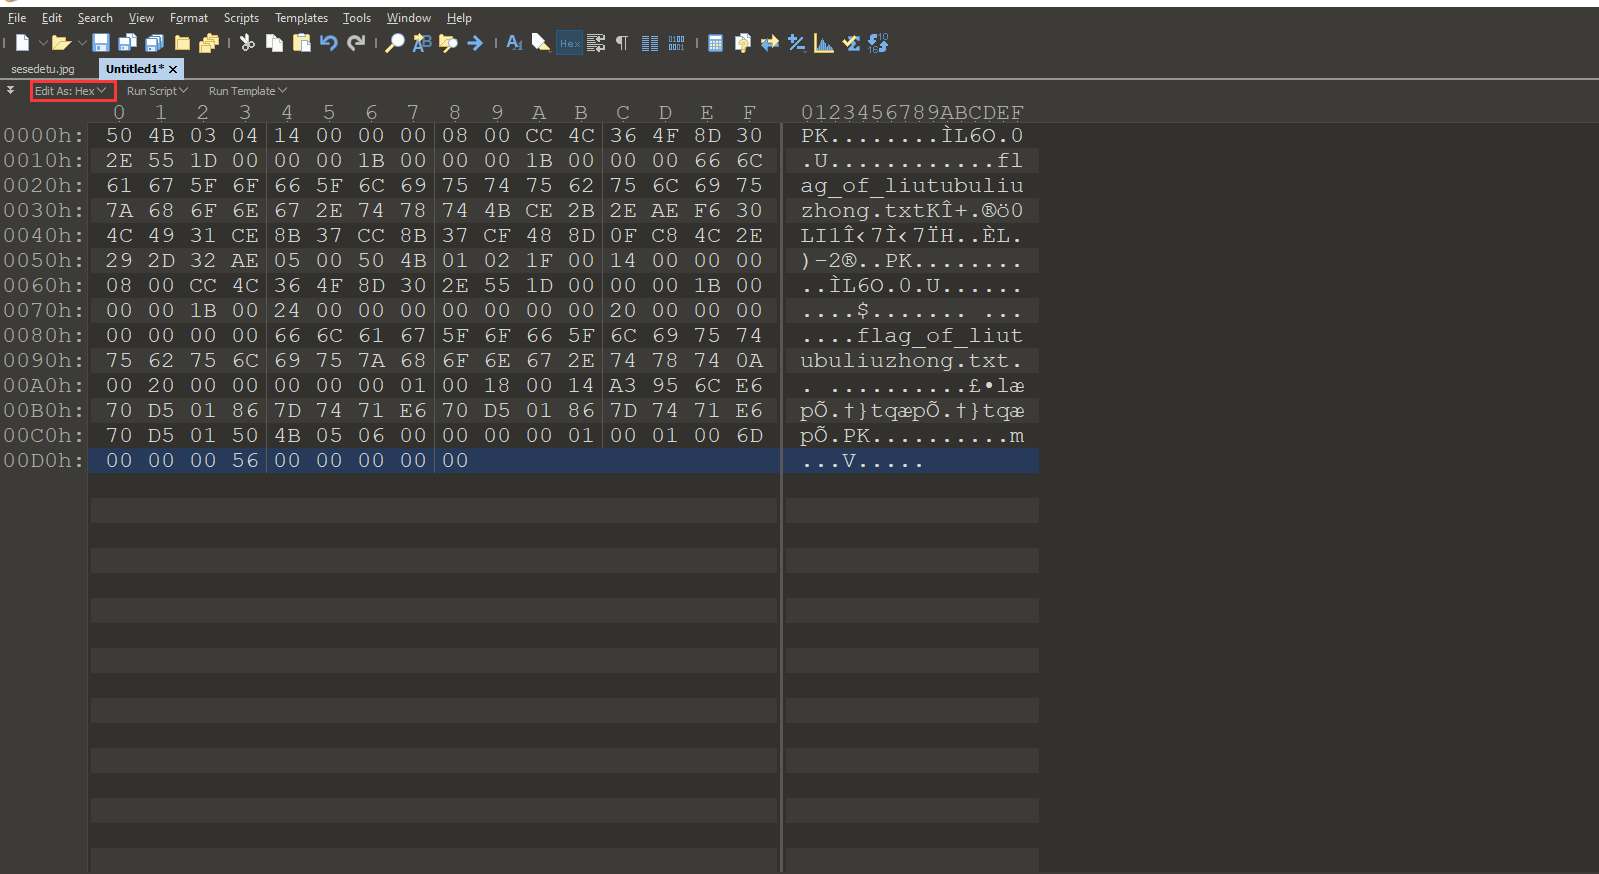 File Edit Search View Format Scripts Templates Tools Window Help
sesedetu.jpg Untitled1* ×
Edit As: Hex Run Script Run Template
0 1 2 3 4 5 6 7 8 9 A B C D E F 0123456789ABCDEF
0000h: 50 4B 03 04 14 00 00 00 08 00 CC 4C 36 4F 8D 30 PK........ÌL6O.0
0010h: 2E 55 1D 00 00 00 1B 00 00 00 1B 00 00 00 66 6C .U............fl
0020h: 61 67 5F 6F 66 5F 6C 69 75 74 75 62 75 6C 69 75 ag_of_liutubuliu
0030h: 7A 68 6F 6E 67 2E 74 78 74 4B CE 2B 2E AE F6 30 zhong.txtKÎ+.®ö0
0040h: 4C 49 31 CE 8B 37 CC 8B 37 CF 48 8D 0F C8 4C 2E LI1Î‹7Ì‹7ÏH..ÈL.
0050h: 29 2D 32 AE 05 00 50 4B 01 02 1F 00 14 00 00 00 )-2®..PK........
0060h: 08 00 CC 4C 36 4F 8D 30 2E 55 1D 00 00 00 1B 00 ..ÌL6O.0.U......
0070h: 00 00 1B 00 24 00 00 00 00 00 00 00 20 00 00 00 ....$....... ...
0080h: 00 00 00 00 66 6C 61 67 5F 6F 66 5F 6C 69 75 74 ....flag_of_liut
0090h: 75 62 75 6C 69 75 7A 68 6F 6E 67 2E 74 78 74 0A ubuliuzhong.txt.
00A0h: 00 20 00 00 00 00 00 01 00 18 00 14 A3 95 6C E6 . ..........£•læ
00B0h: 70 D5 01 86 7D 74 71 E6 70 D5 01 86 7D 74 71 E6 pÕ.†}tqæpÕ.†}tqæ
00C0h: 70 D5 01 50 4B 05 06 00 00 00 00 01 00 01 00 6D pÕ.PK..........m
00D0h: 00 00 00 56 00 00 00 00 00 ...V.....